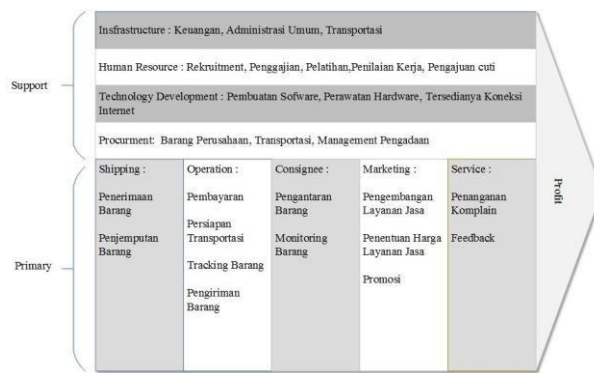 Support
Insfrastructure : Keuangan, Administrasi Umum, Transportasi
Human Resource : Rekruitment, Penggajian, Pelatihan,Penilaian Kerja, Pengajuan cuti
Technology Development : Pembuatan Sofware, Perawatan Hardware, Tersedianya Koneksi
Internet
Procurment: Barang Perusahaan, Transportasi, Management Pengadaan
Primary
Shipping :
Penerimaan
Barang
Penjemputan
Barang
Operation :
Pembayaran
Persiapan
Transportasi
Tracking Barang
Pengiriman
Barang
Consignee :
Pengantaran
Barang
Monitoring
Barang
Marketing :
Pengembangan
Layanan Jasa
Penentuan Harga
Layanan Jasa
Promosi
Service :
Penanganan
Komplain
Feedback
Profit